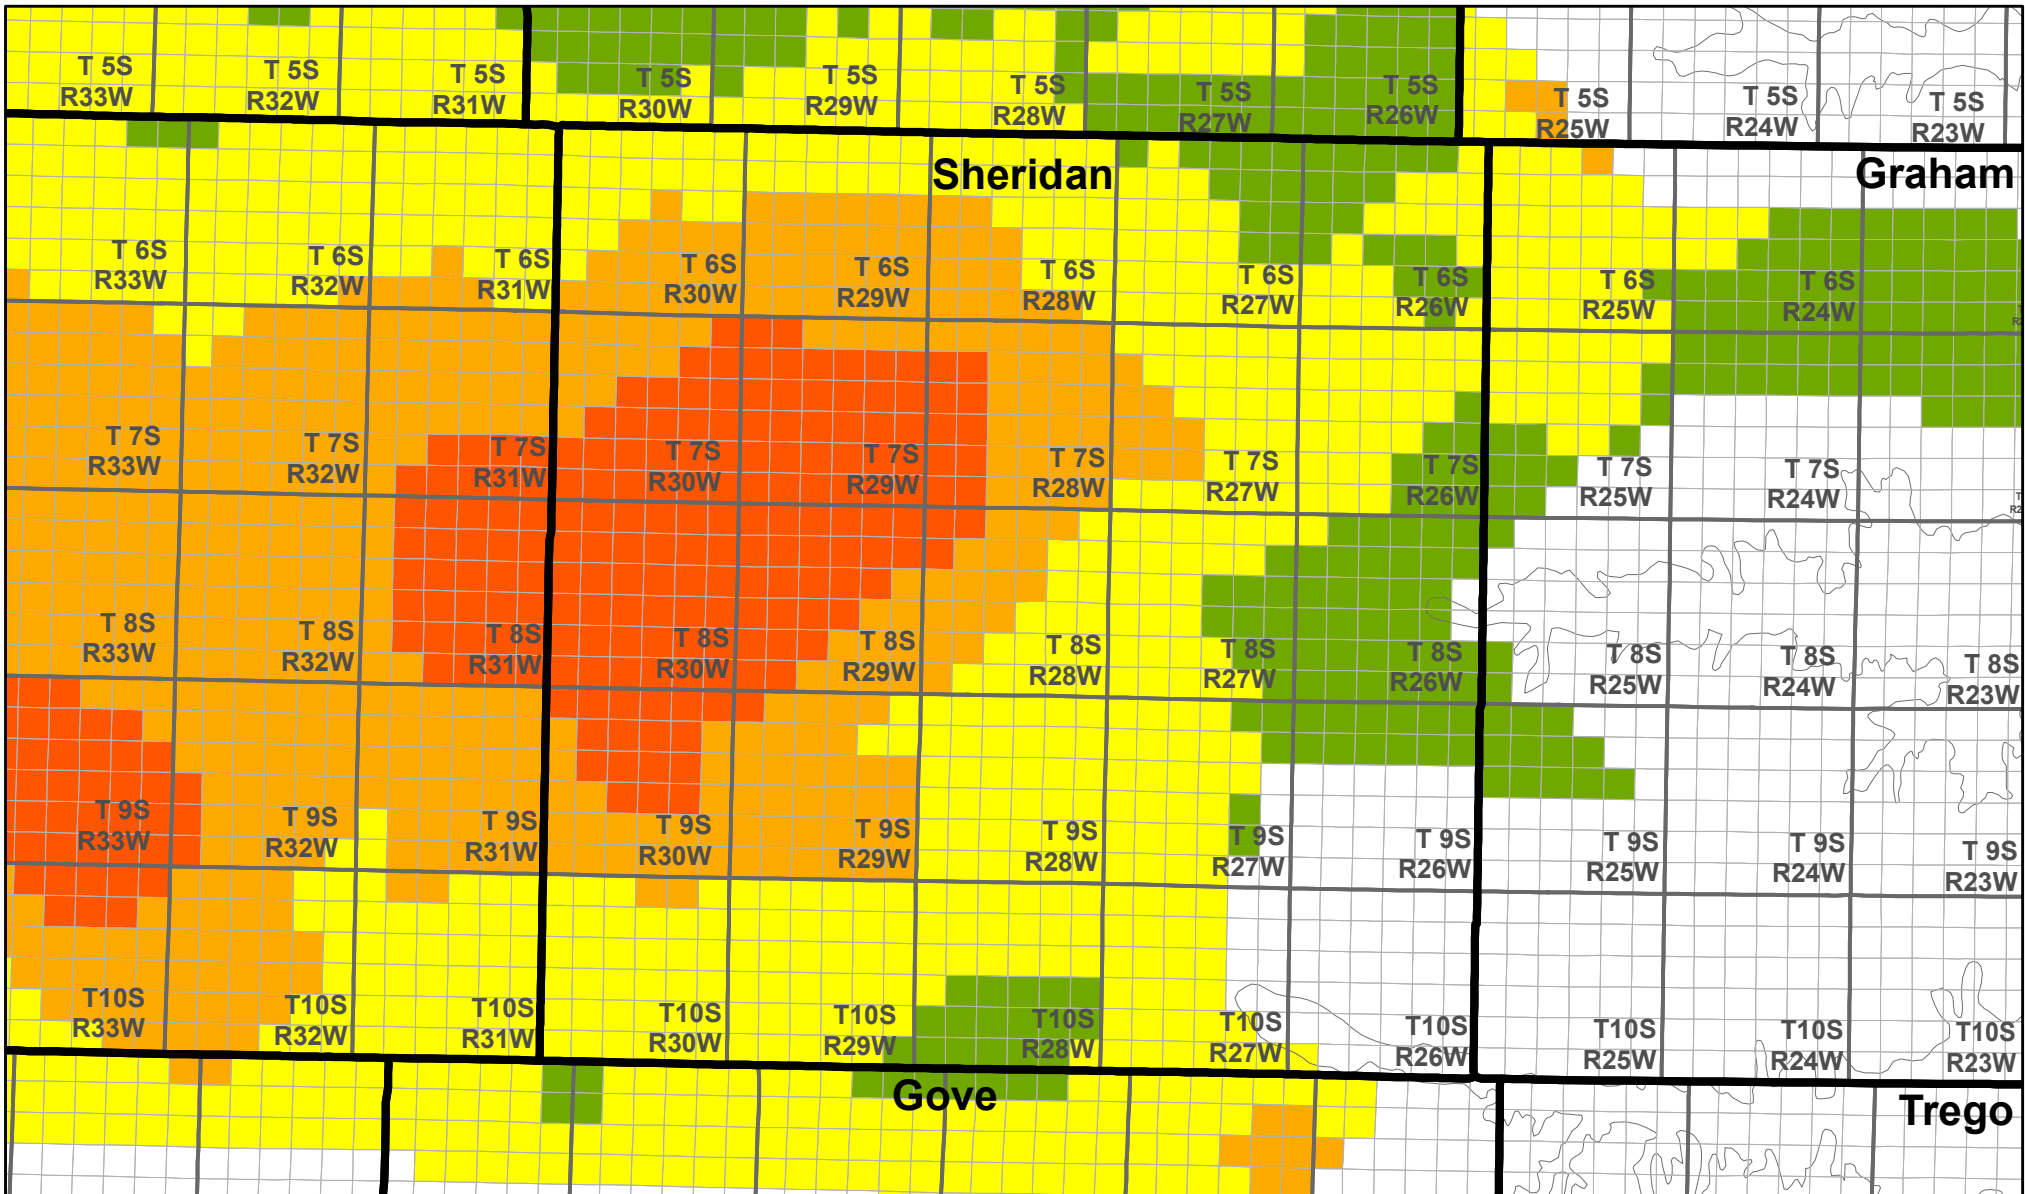 T 5S
R33W
T 5S
R32W
T 5S
R31W
T 5S
R30W
T 5S
R29W
T 5S
R28W
T 5S
R27W
T 5S
R26W
T 5S
R25W
T 5S
R24W
T 5S
R23W
Sheridan
Graham
T 6S
R33W
T 6S
R32W
T 6S
R31W
T 6S
R30W
T 6S
R29W
T 6S
R28W
T 6S
R27W
T 6S
R26W
T 6S
R25W
T 6S
R24W
T 7S
R33W
T 7S
R32W
T 7S
R31W
T 7S
R30W
T 7S
R29W
T 7S
R28W
T 7S
R27W
T 7S
R26W
T 7S
R25W
T 7S
R24W
T 8S
R33W
T 8S
R32W
T 8S
R31W
T 8S
R30W
T 8S
R29W
T 8S
R28W
T 8S
R27W
T 8S
R26W
T 8S
R25W
T 8S
R24W
T 8S
R23W
T 9S
R33W
T 9S
R32W
T 9S
R31W
T 9S
R30W
T 9S
R29W
T 9S
R28W
T 9S
R27W
T 9S
R26W
T 9S
R25W
T 9S
R24W
T 9S
R23W
T10S
R33W
T10S
R32W
T10S
R31W
T10S
R30W
T10S
R29W
T10S
R28W
T10S
R27W
T10S
R26W
T10S
R25W
T10S
R24W
T10S
R23W
Gove
Trego